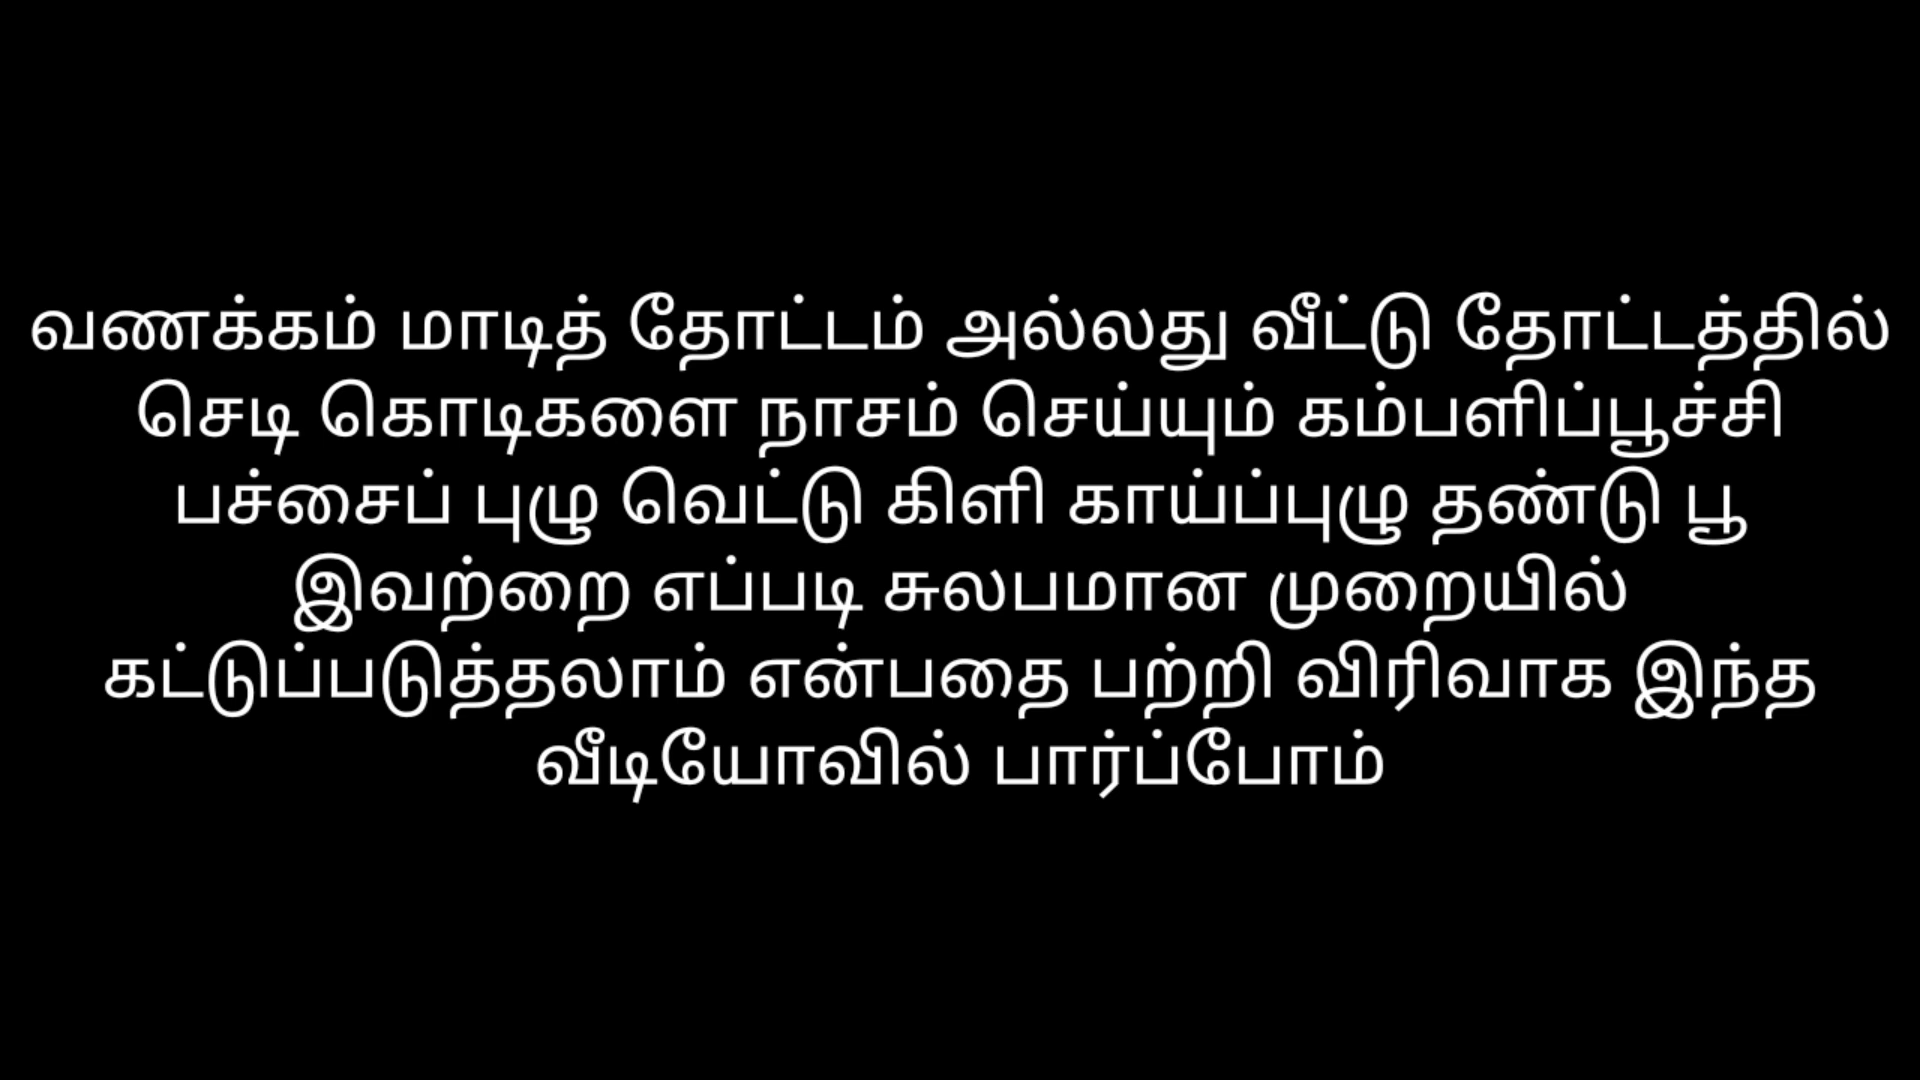 வணக்கம் மாடித் தோட்டம் அல்லது வீட்டு தோட்டத்தில்
செடி கொடிகளை நாசம் செய்யும் கம்பளிப்பூச்சி
பச்சைப் புழு வெட்டு கிளி காய்ப்புழு தண்டு பூ
இவற்றை எப்படி சுலபமான முறையில்
கட்டுப்படுத்தலாம் என்பதை பற்றி விரிவாக இந்த
வீடியோவில் பார்ப்போம்